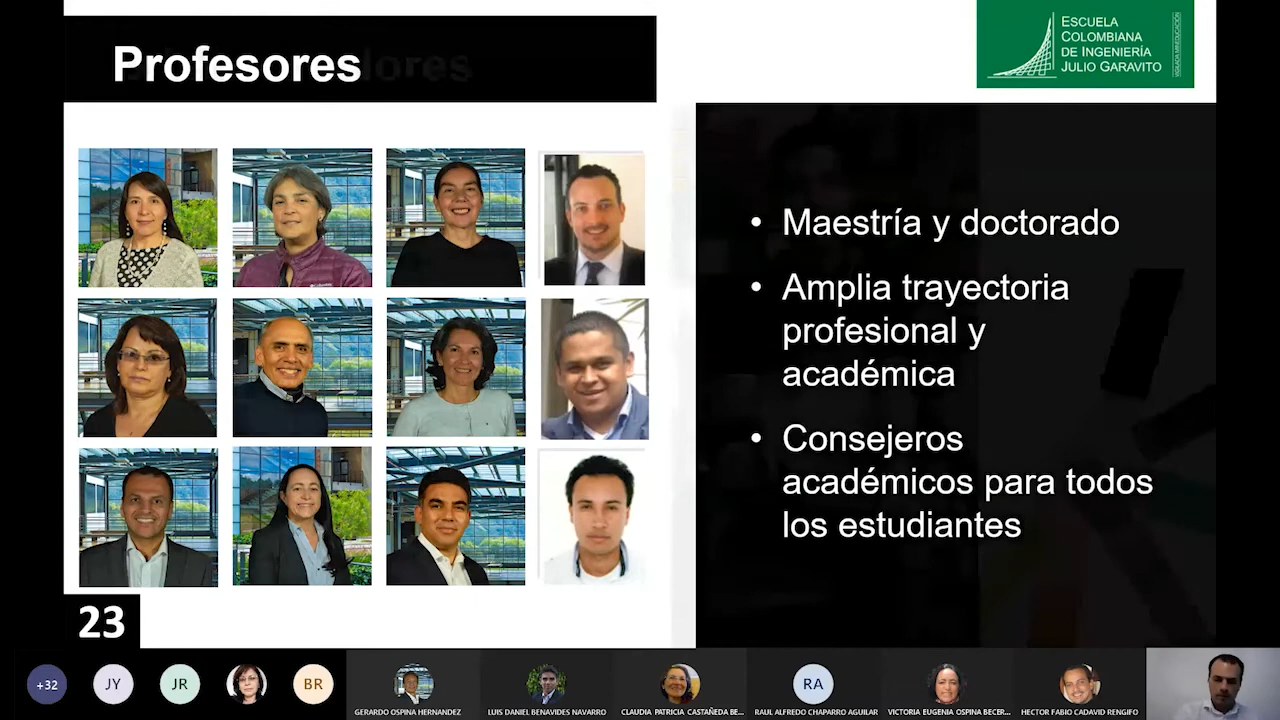 Profesores
ESCUELA
COLOMBIANA
DE INGENIERÍA
JULIO GARAVITO
VIGILADA MINEDUCACIÓN
• Maestría y doctorado
• Amplia trayectoria
profesional y
académica
• Consejeros
académicos para todos
los estudiantes
23
+32
JY
JR
BR
GERARDO OSPINA HERNANDEZ
LUIS DANIEL BENAVIDES NAVARRO
CLAUDIA PATRICIA CASTAÑEDA BE...
RA
RAUL ALFREDO CHAPARRO AGUILAR
VICTORIA EUGENIA OSPINA BECER...
HECTOR FABIO CADAVID RENGIFO